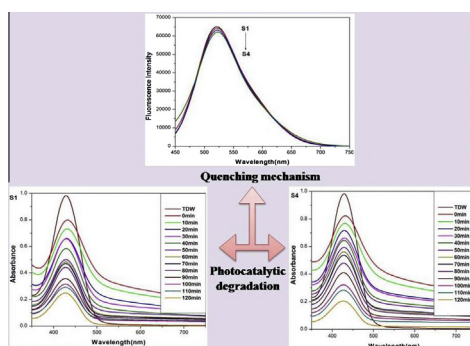 70000
60000
50000
40000
30000
20000
10000
0
Fluorescence Intensity
S1
S4
450
500
550
600
650
700
750
Wavelength(nm)
Quenching mechanism
S1
1.0
0.8
0.6
0.4
0.2
0.0
Absorbance
TDW
0min
10min
20min
30min
40min
50min
60min
70min
80min
90min
100min
110min
120min
400
500
600
700
Wavelength(nm)
Photocatalytic
degradation
S4
1.0
0.8
0.6
0.4
0.2
0.0
Absorbance
TDW
0min
10min
20min
30min
40min
50min
60min
70min
80min
90min
100min
110min
120min
400
500
600
700
Wavelength(nm)